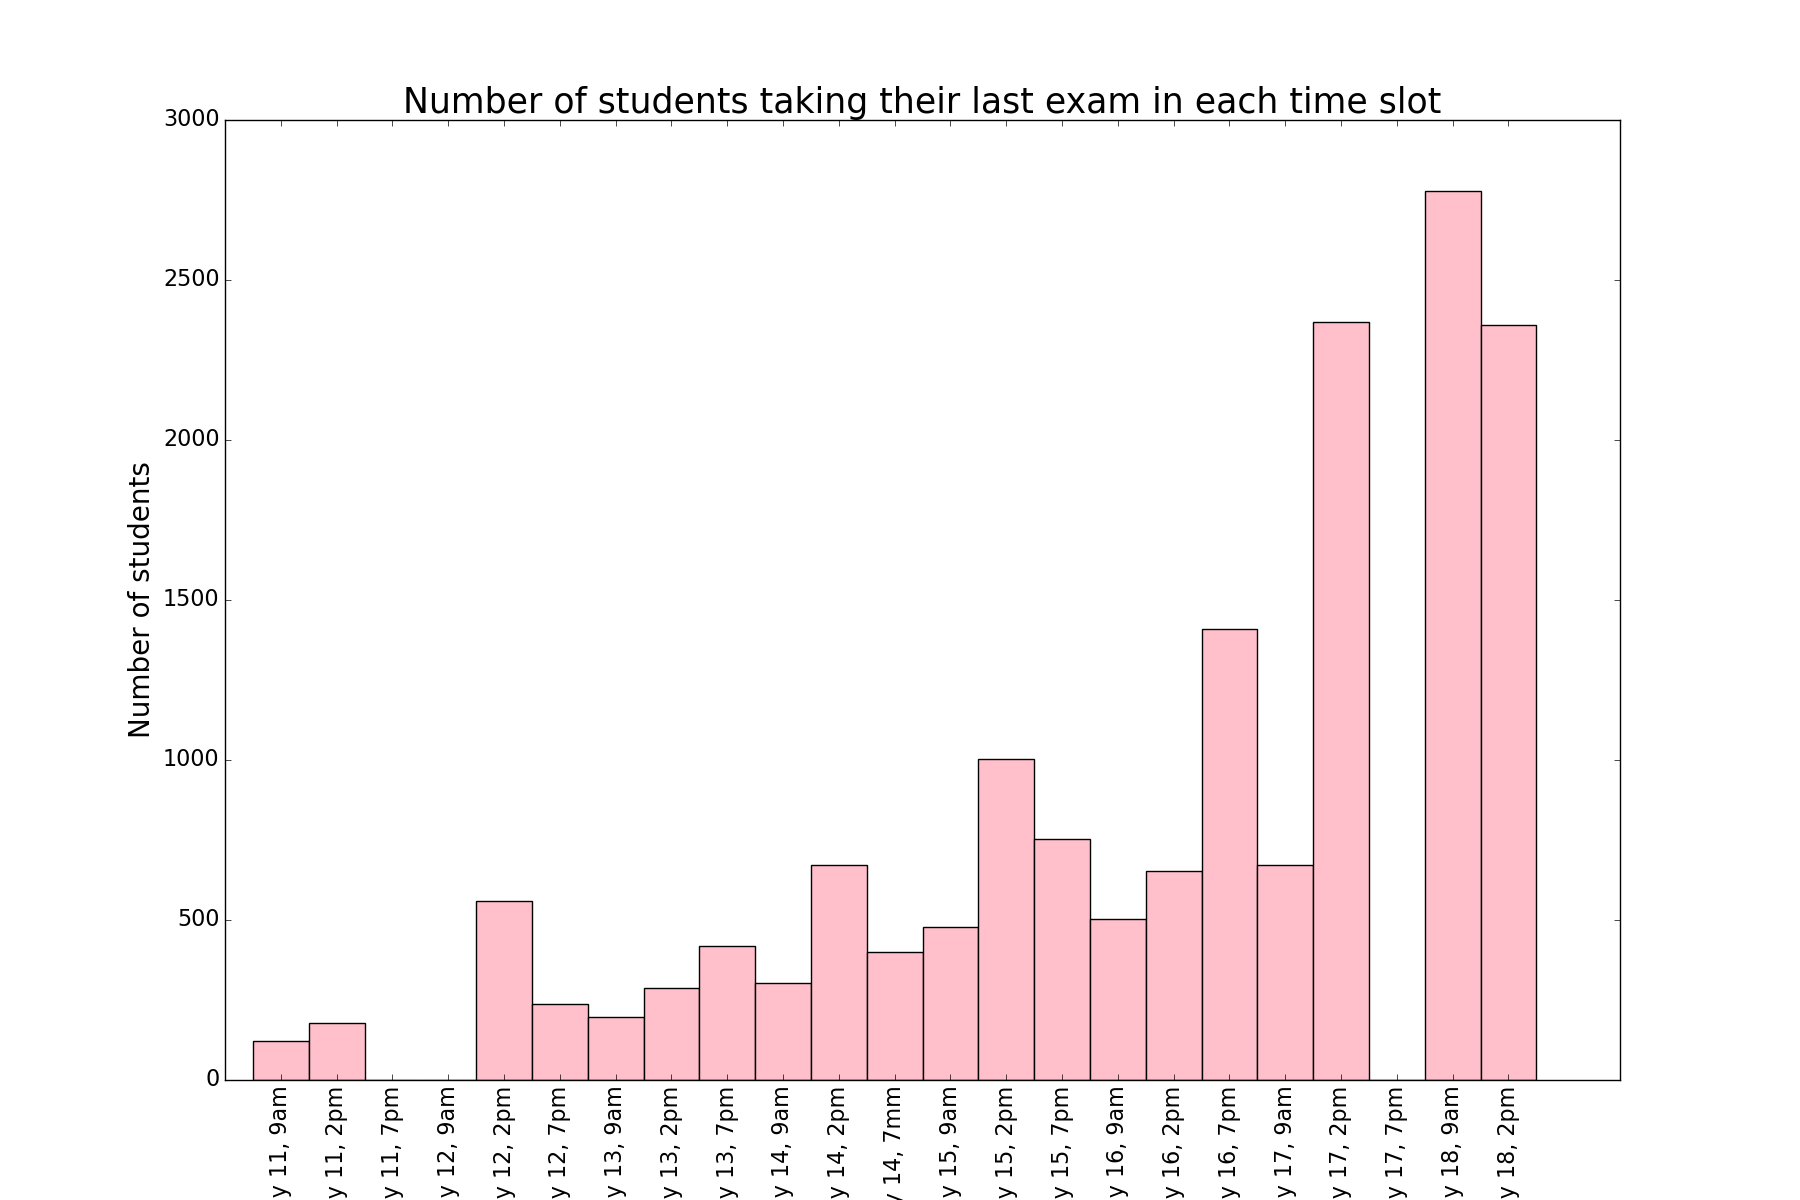 Number of students taking their last exam in each time slot
3000
2500
2000
1500
1000
500
0
Number of students
y 11, 9am
y 11, 2pm
y 11, 7pm
y 12, 9am
y 12, 2pm
y 12, 7pm
y 13, 9am
y 13, 2pm
y 13, 7pm
y 14, 9am
y 14, 2pm
y 14, 7mm
y 15, 9am
y 15, 2pm
y 15, 7pm
y 16, 9am
y 16, 2pm
y 16, 7pm
y 17, 9am
y 17, 2pm
y 17, 7pm
y 18, 9am
y 18, 2pm